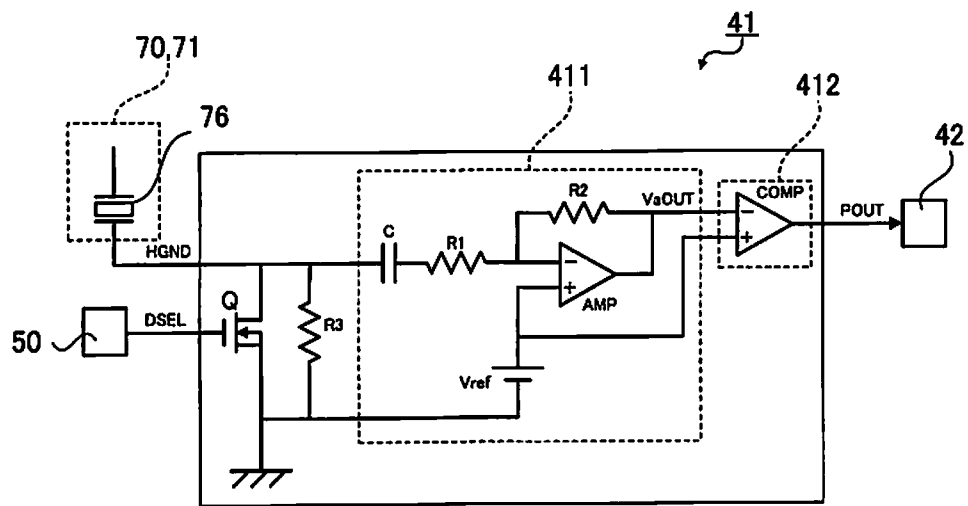 41
70,71
411
412
76
42
R2
VaOUT
COMP
POUT
HGND
C
R1
−
+
−
+
AMP
Q
DSEL
R3
50
Vref